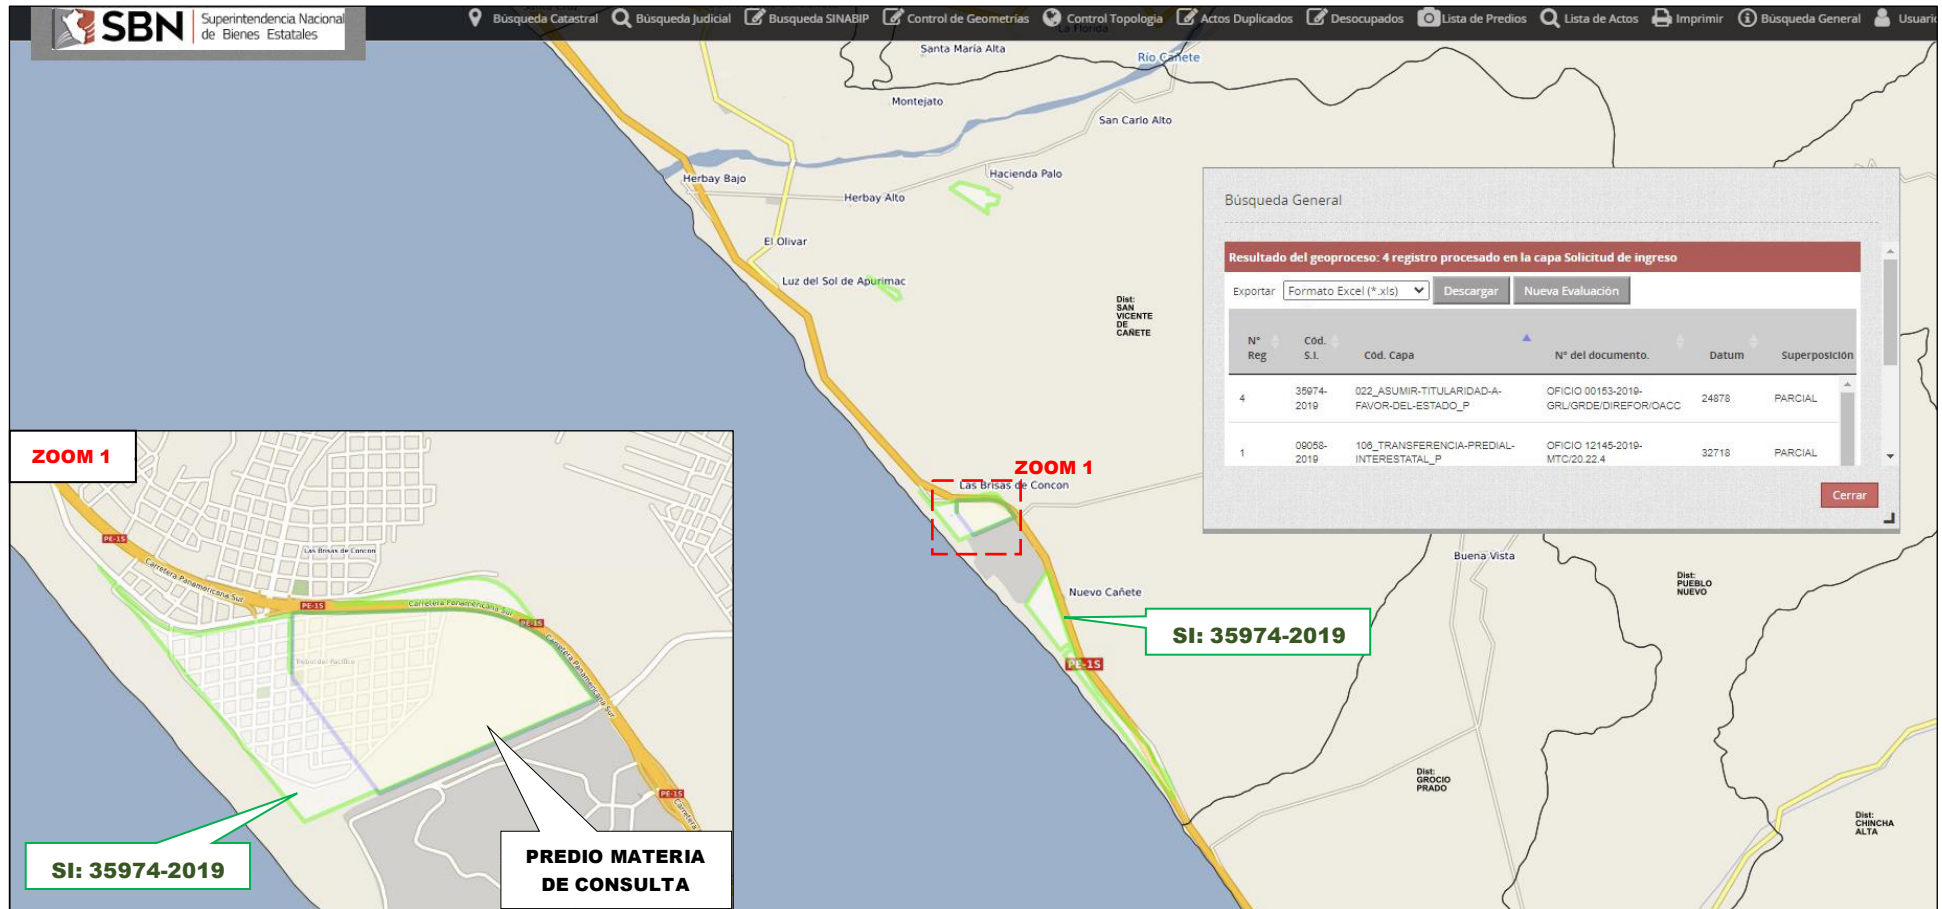 SBN
Superintendencia Nacional
de Bienes Estatales
Búsqueda Catastral
Búsqueda Judicial
Busqueda SINABIP
Control de Geometrias
Control Topologia
Actos Duplicados
Desocupados
Lista de Predios
Lista de Actos
Imprimir
Búsqueda General
Santa María Alta
Río Cañete
Montejato
San Carlo Alto
Herbay Bajo
Hacienda Palo
Herbay Alto
El Olivar
Luz del Sol de Apurimac
Dist:
SAN
VICENTE
DE
CAÑETE
Búsqueda General
Resultado del geoproceso: 4 registro procesado en la capa Solicitud de ingreso
Exportar
Formato Excel (*.xls)
Descargar
Nueva Evaluación
N°
Reg
Cód.
S.I.
Cód. Capa
N° del documento.
Datum
Superposición
4
35974-
2019
022_ASUMIR-TITULARIDAD-A-
FAVOR-DEL-ESTADO_P
OFICIO 00153-2019-
GRL/GRDE/DIREFOR/OACC
24878
PARCIAL
1
09058-
2019
106_TRANSFERENCIA-PREDIAL-
INTERESTATAL_P
OFICIO 12145-2019-
MTC/20.22.4
32718
PARCIAL
Cerrar
ZOOM 1
Las Brisas de Concon
Nuevo Cañete
SI: 35974-2019
PE-1S
Buena Vista
Dist:
PUEBLO
NUEVO
Dist:
GROCIO
PRADO
Dist:
CHINCHA
ALTA
ZOOM 1
PE-1S
Las Brisas de Concon
Carretera Panamericana Sur
PE-1S
Carretera Panamericana Sur
PE-1S
Carretera Panamericana Sur
Trebol del Pacífico
PE-1S
SI: 35974-2019
PREDIO MATERIA
DE CONSULTA